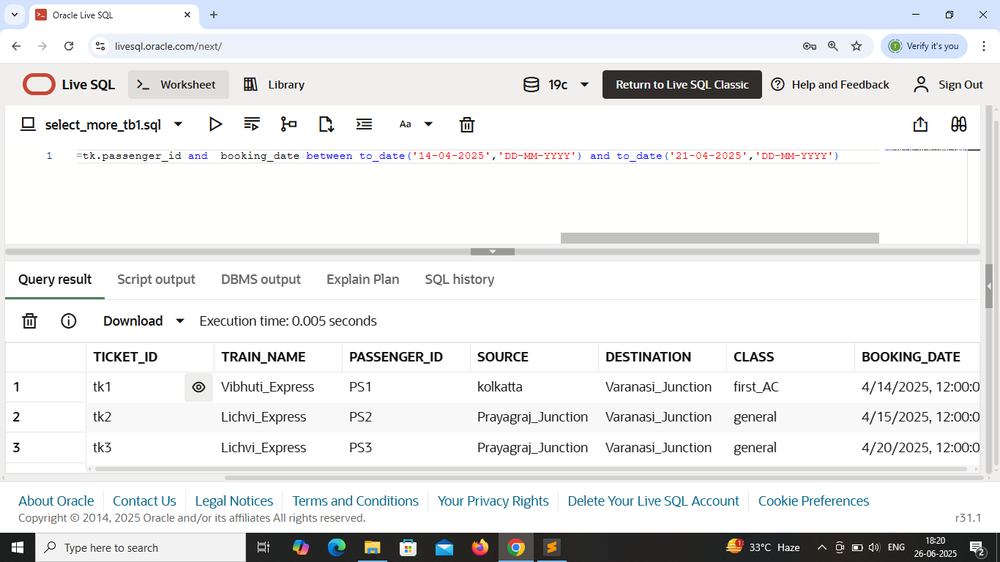 Oracle Live SQL
livesql.oracle.com/next/
Verify it's you
Live SQL
Worksheet
Library
19c
Return to Live SQL Classic
Help and Feedback
Sign Out
select_more_tb1.sql
Aa
1 =tk.passenger_id and  booking_date between to_date('14-04-2025','DD-MM-YYYY') and to_date('21-04-2025','DD-MM-YYYY')
Query result Script output DBMS output Explain Plan SQL history
Download Execution time: 0.005 seconds
TICKET_ID TRAIN_NAME PASSENGER_ID SOURCE DESTINATION CLASS BOOKING_DATE
1 tk1 Vibhuti_Express PS1 kolkatta Varanasi_Junction first_AC 4/14/2025, 12:00:0
2 tk2 Lichvi_Express PS2 Prayagraj_Junction Varanasi_Junction general 4/15/2025, 12:00:0
3 tk3 Lichvi_Express PS3 Prayagraj_Junction Varanasi_Junction general 4/20/2025, 12:00:0
About Oracle Contact Us Legal Notices Terms and Conditions Your Privacy Rights Delete Your Live SQL Account Cookie Preferences
Copyright © 2014, 2025 Oracle and/or its affiliates All rights reserved. r31.1
Type here to search
1
33°C Haze
ENG
18:20
26-06-2025
2